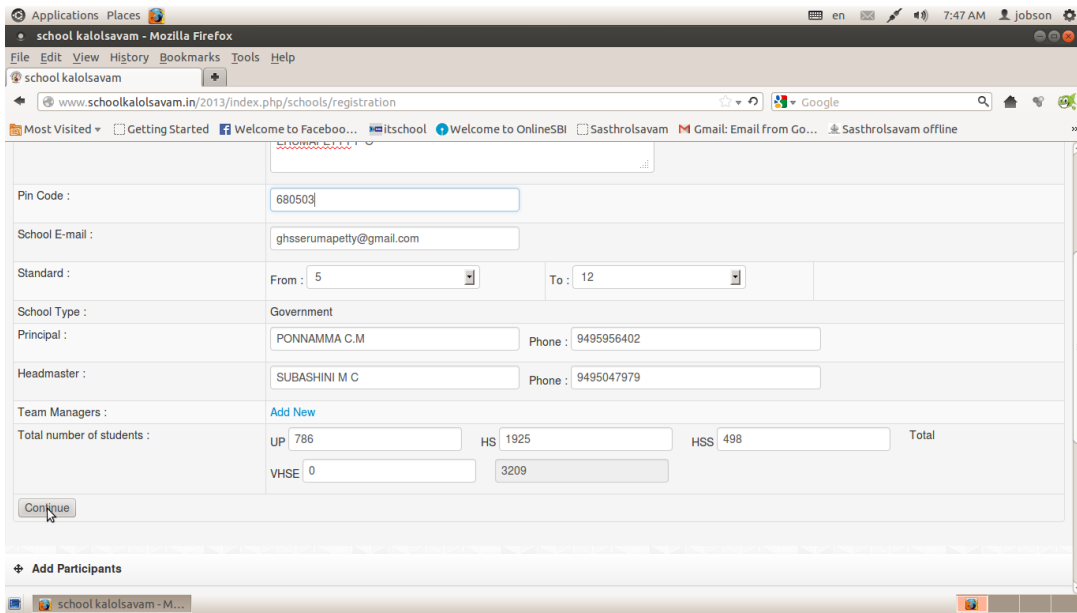 Applications Places en 7:47 AM jobson
school kalolsavam - Mozilla Firefox
File Edit View History Bookmarks Tools Help
school kalolsavam
www.schoolkalolsavam.in/2013/index.php/schools/registration Google
Most Visited Getting Started Welcome to Faceboo... itschool Welcome to OnlineSBI Sasthrolsavam Gmail: Email from Go... Sasthrolsavam offline »
Pin Code : 680503
School E-mail : ghsserumapetty@gmail.com
Standard : From : 5 To : 12
School Type : Government
Principal : PONNAMMA C.M Phone : 9495956402
Headmaster : SUBASHINI M C Phone : 9495047979
Team Managers : Add New
Total number of students : UP 786 HS 1925 HSS 498 Total
VHSE 0 3209
Continue
Add Participants
school kalolsavam - M...